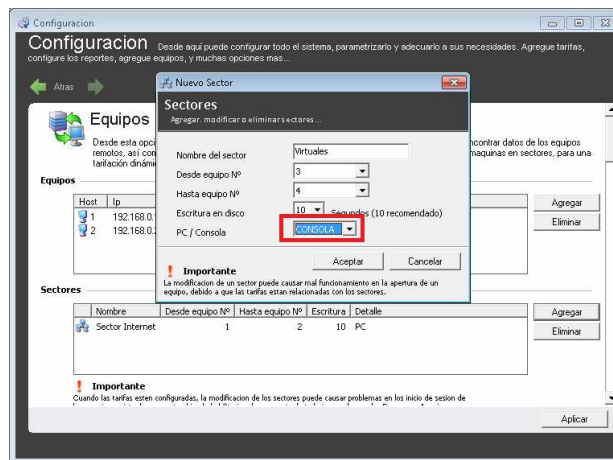 Configuracion
Configuracion Desde aquí puede configurar todo el sistema, parametrizarlo y adecuarlo a sus necesidades. Agregue tarifas,
configure los reportes, agregue equipos, y muchas opciones mas...
Atras
Nuevo Sector
Sectores
Agregar. modificar o eliminar sectores...
Equipos
Desde esta opci
ncontrar datos de los equipos
remotos, así con
maquinas en sectores, para una
tarifación dinámi
Nombre del sector Virtuales
Desde equipo Nº 3
Hasta equipo Nº 4
Escritura en disco 10 Segundos (10 recomendado)
PC / Consola CONSOLA
Aceptar Cancelar
Importante
La modificacion de un sector puede causar mal funcionamiento en la apertura de un
equipo, debido a que las tarifas estan relacionadas con los sectores.
Equipos
Host Ip
1 192.168.0.
2 192.168.0.
Agregar
Eliminar
Sectores
Nombre Desde equipo Nº Hasta equipo Nº Escritura Detalle
Sector Internet 1 2 10 PC
Agregar
Eliminar
Importante
Cuando las tarifas esten configuradas, la modificacion de los sectores puede causar problemas en los inicio de sesion de
Aplicar